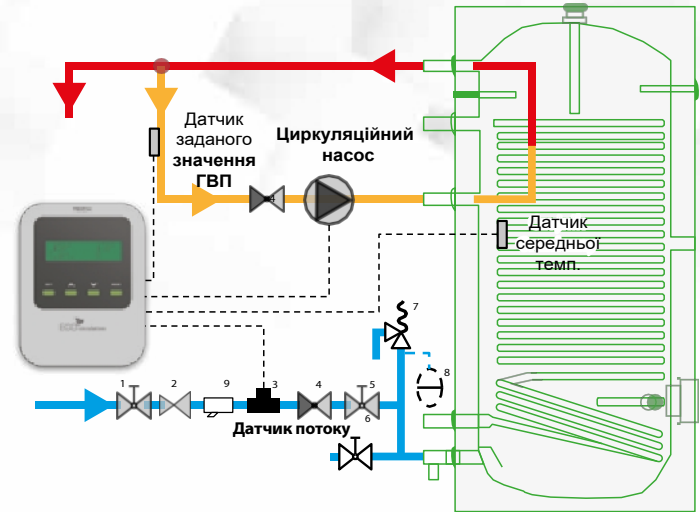 Датчик
заданого
значення
ГВП
Циркуляційний
насос
4
Датчик
середньої
темп.
7
8
1
2
9
3
4
5
6
Датчик потоку